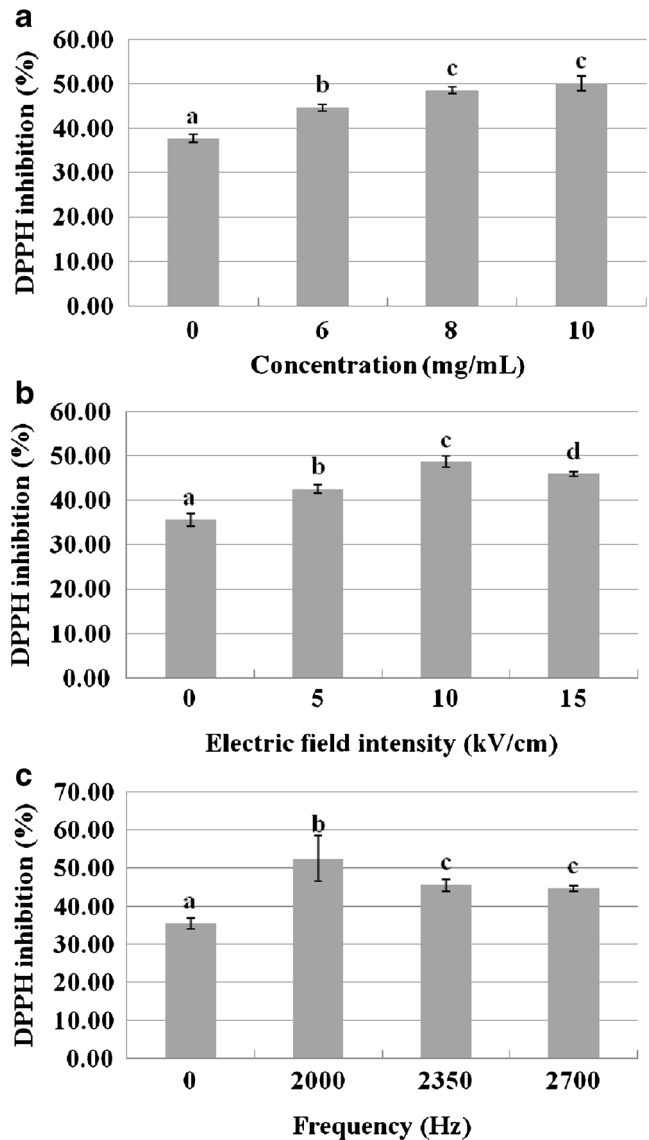 a
DPPH inhibition (%)
60.00
50.00
40.00
30.00
20.00
10.00
0.00
a
b
c
c
0 6 8 10
Concentration (mg/mL)
b
DPPH inhibition (%)
60.00
50.00
40.00
30.00
20.00
10.00
0.00
a
b
c
d
0 5 10 15
Electric field intensity (kV/cm)
c
DPPH inhibition (%)
70.00
60.00
50.00
40.00
30.00
20.00
10.00
0.00
a
b
c
c
0 2000 2350 2700
Frequency (Hz)